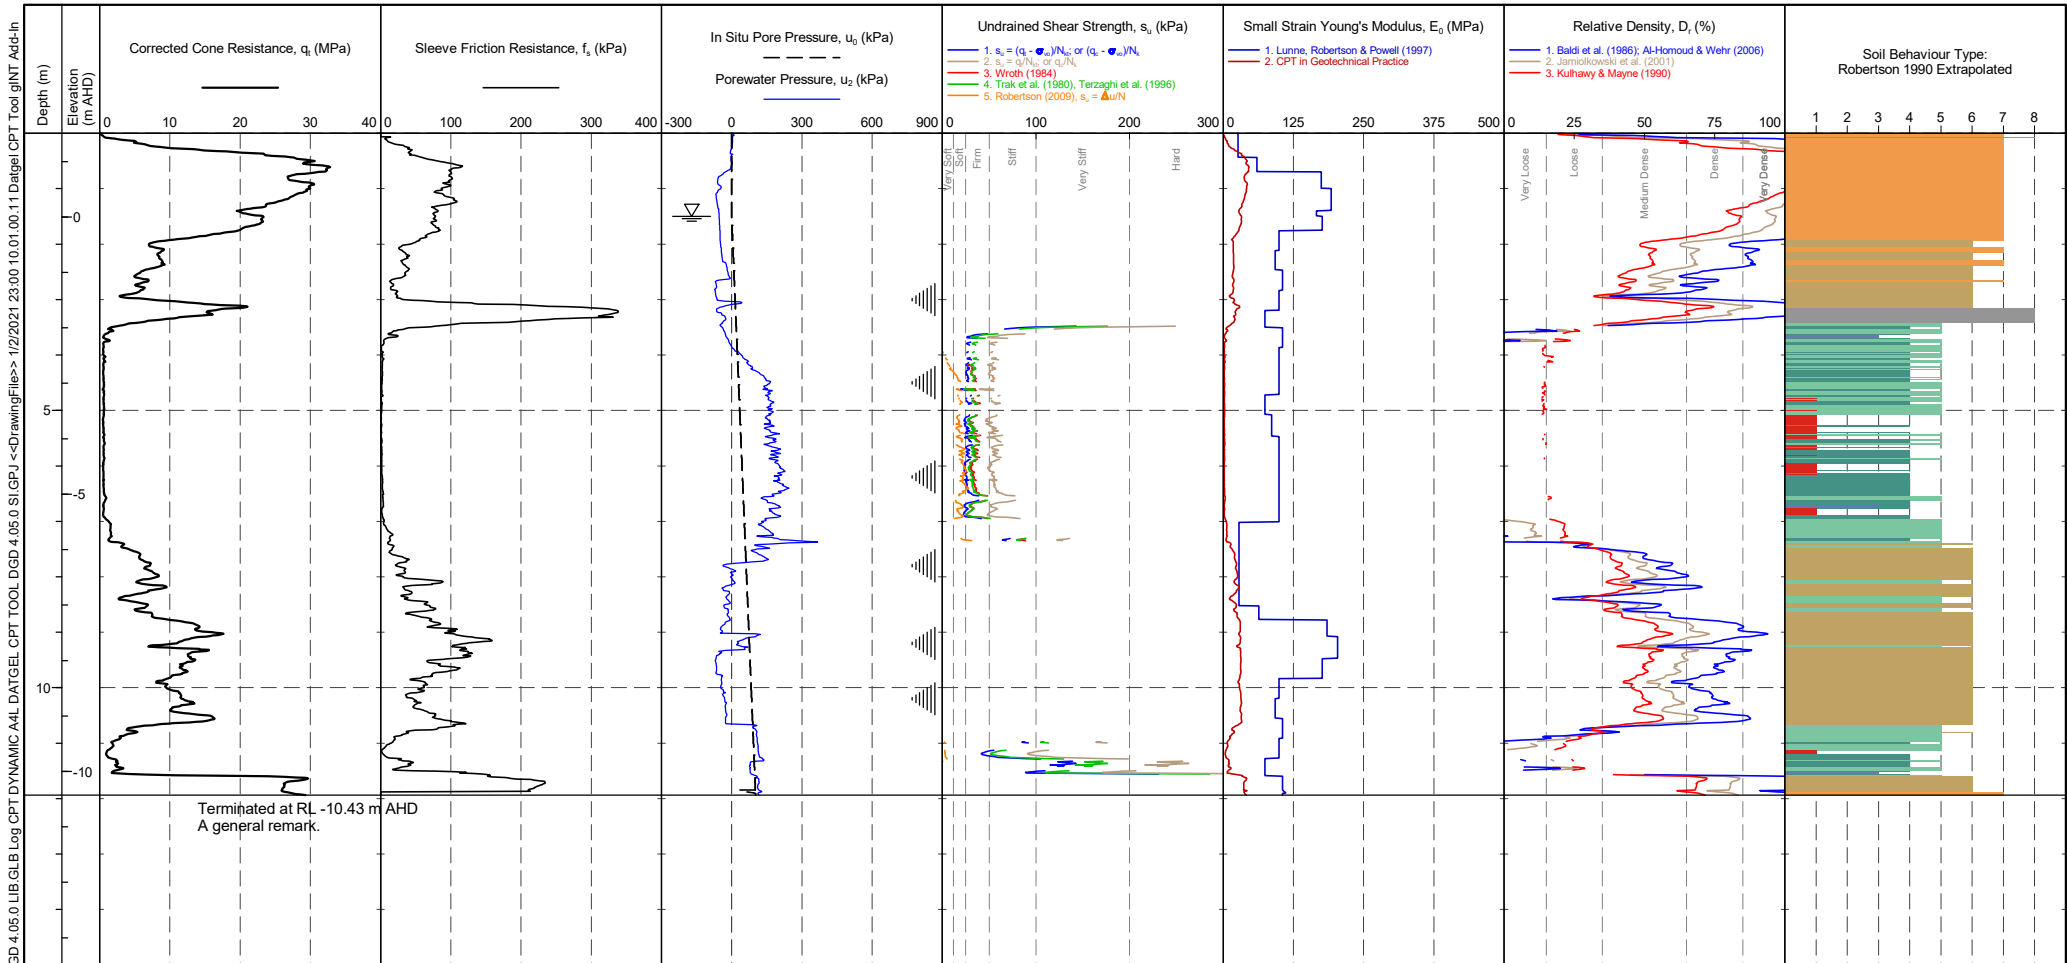 GD 4.05.0 LIB.GLB Log CPT DYNAMIC A4L DATGEL CPT TOOL DGD 4.05.0 SI.GPJ <<DrawingFile>> 1/2/2021 23:00 10.01.00.11 Datgel CPT Tool gINT Add-In
Depth (m)
Elevation
(m AHD)
Corrected Cone Resistance, qt (MPa)
Sleeve Friction Resistance, fs (kPa)
In Situ Pore Pressure, u0 (kPa)
Porewater Pressure, u2 (kPa)
Undrained Shear Strength, su (kPa)
1. su = (qt - σvo)/Nkt; or (qc - σvo)/Nk
2. su = qt/Nkt; or qc/Nk
3. Wroth (1984)
4. Trak et al. (1980), Terzaghi et al. (1996)
5. Robertson (2009), su = Δu/N
Small Strain Young's Modulus, E0 (MPa)
1. Lunne, Robertson & Powell (1997)
2. CPT in Geotechnical Practice
Relative Density, Dr (%)
1. Baldi et al. (1986); Al-Homoud & Wehr (2006)
2. Jamiolkowski et al. (2001)
3. Kulhawy & Mayne (1990)
Soil Behaviour Type:
Robertson 1990 Extrapolated
0 10 20 30 40
0 100 200 300 400
-300 0 300 600 900
0 100 200 300
0 125 250 375 500
0 25 50 75 100
1 2 3 4 5 6 7 8
Very Soft
Soft
Firm
Stiff
Very Stiff
Hard
Very Loose
Loose
Medium Dense
Dense
Very Dense
0
5
-5
10
-10
Terminated at RL -10.43 m AHD
A general remark.